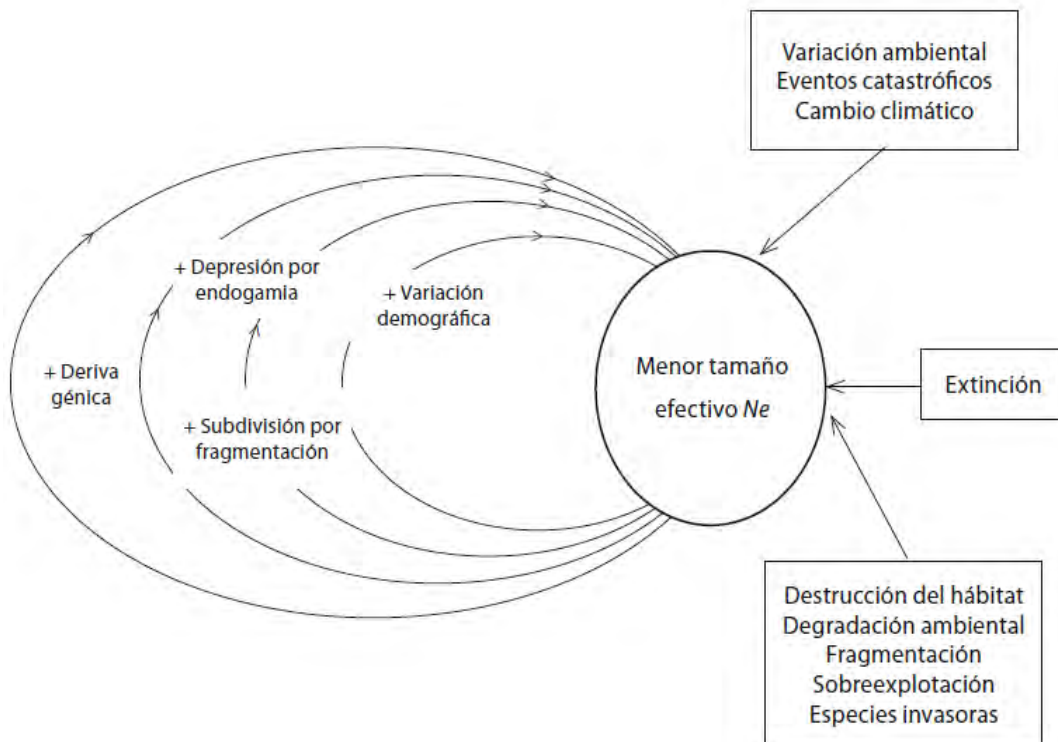 Variación ambiental
Eventos catastróficos
Cambio climático
+ Depresión por
endogamia
+ Variación
demográfica
+ Deriva
génica
+ Subdivisión por
fragmentación
Menor tamaño
efectivo Ne
Extinción
Destrucción del hábitat
Degradación ambiental
Fragmentación
Sobreexplotación
Especies invasoras